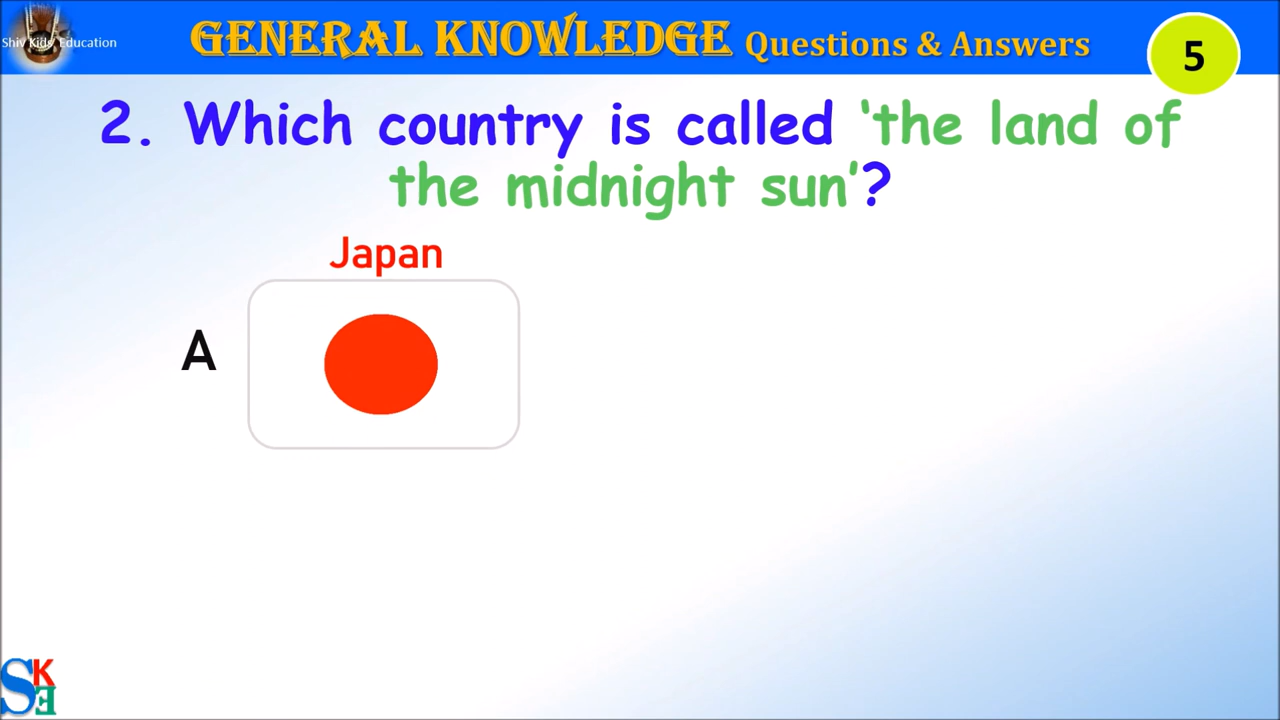 Shiv Kids' Education
GENERAL KNOWLEDGE Questions & Answers
5
2. Which country is called ‘the land of
the midnight sun’?
Japan
A
SKE